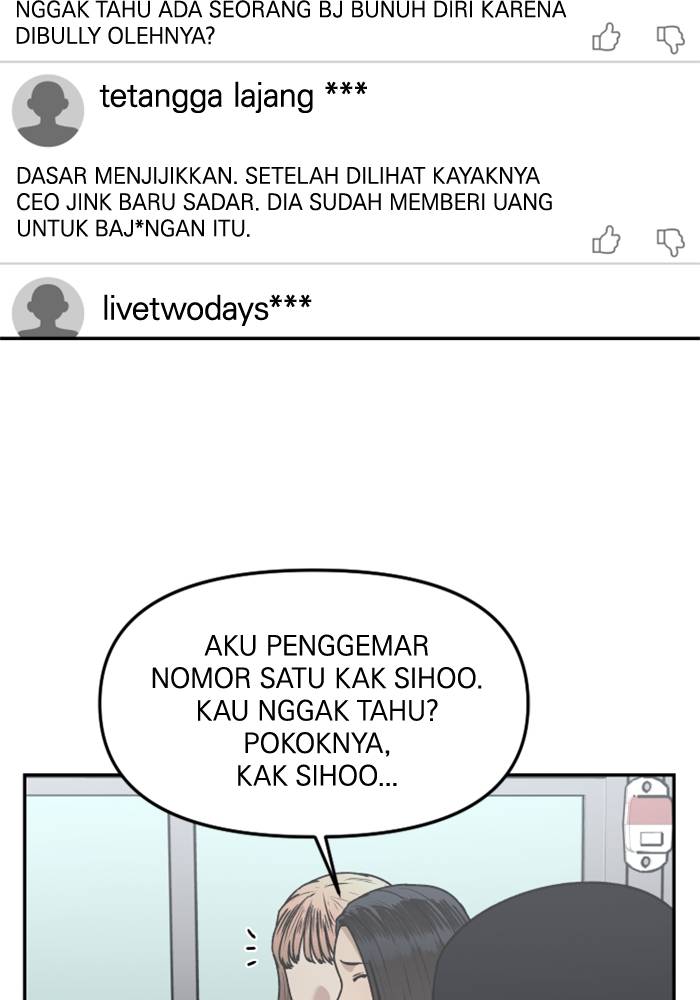 NGGAK TAHU ADA SEORANG BJ BUNUH DIRI KARENA
DIBULLY OLEHNYA?
tetangga lajang ***
DASAR MENJIJIKKAN. SETELAH DILIHAT KAYAKNYA
CEO JINK BARU SADAR. DIA SUDAH MEMBERI UANG
UNTUK BAJ*NGAN ITU.
livetwodays***
AKU PENGGEMAR
NOMOR SATU KAK SIHOO.
KAU NGGAK TAHU?
POKOKNYA,
KAK SIHOO...